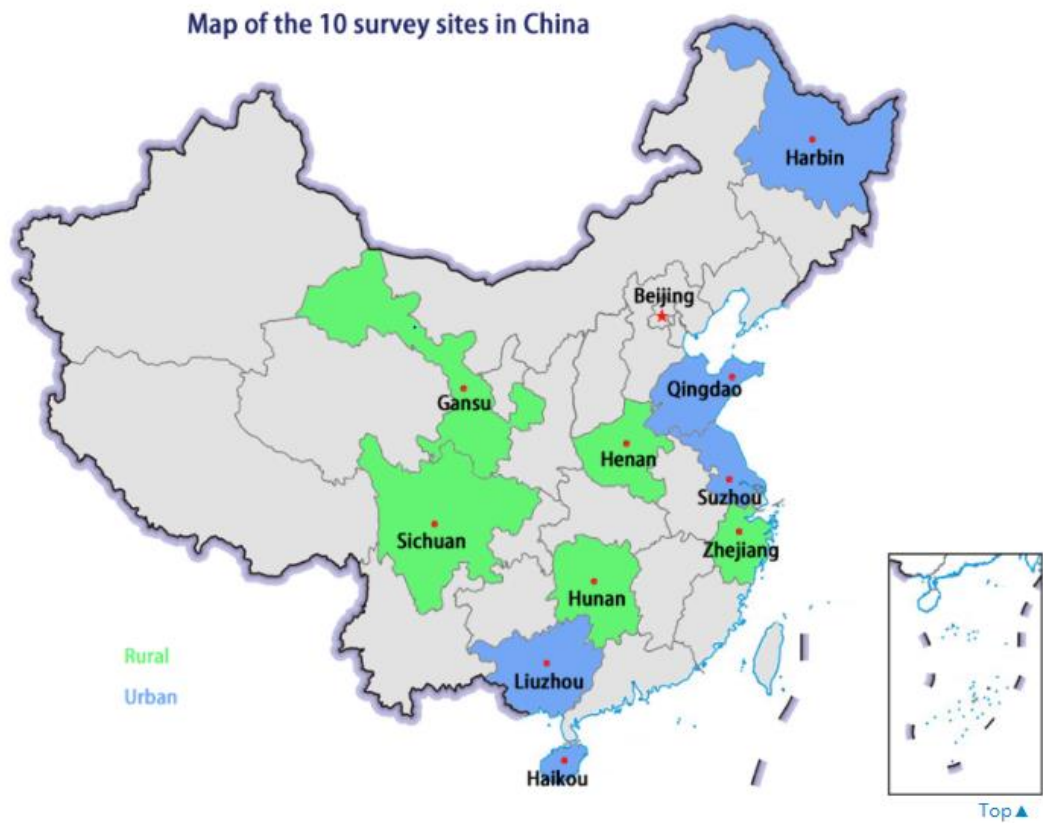 Map of the 10 survey sites in China
Harbin
Beijing
Qingdao
Gansu
Henan
Suzhou
Sichuan
Zhejiang
Hunan
Rural
Liuzhou
Urban
Haikou
Top▲